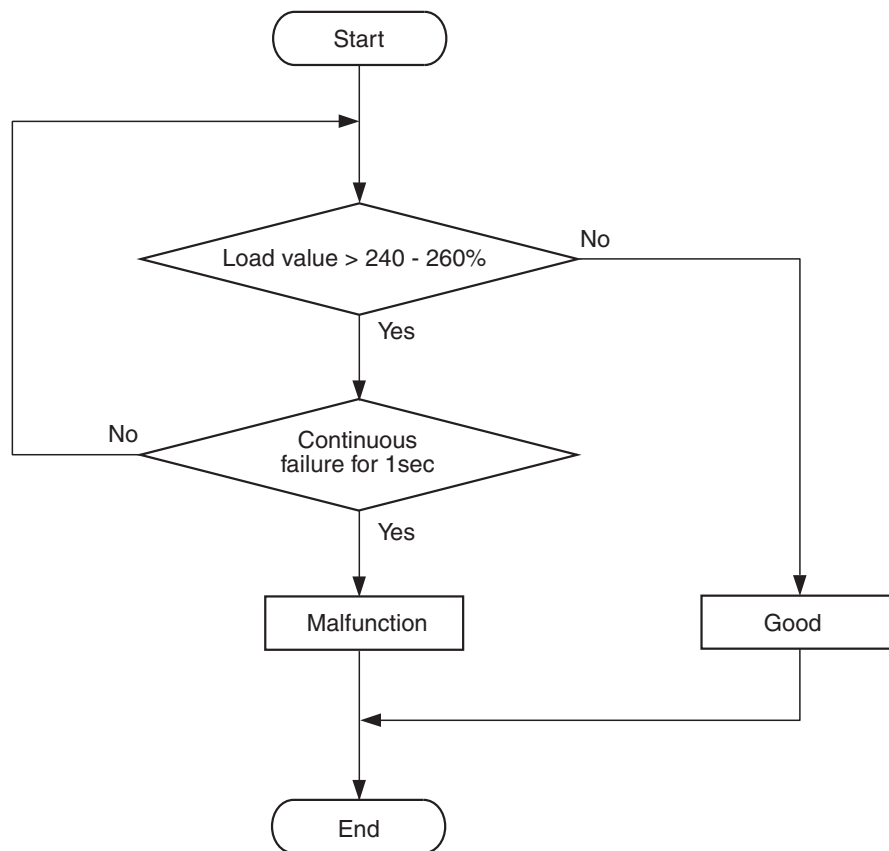 Start
Load value > 240 - 260%
No
Yes
Continuous
failure for 1sec
No
Yes
Malfunction
Good
End